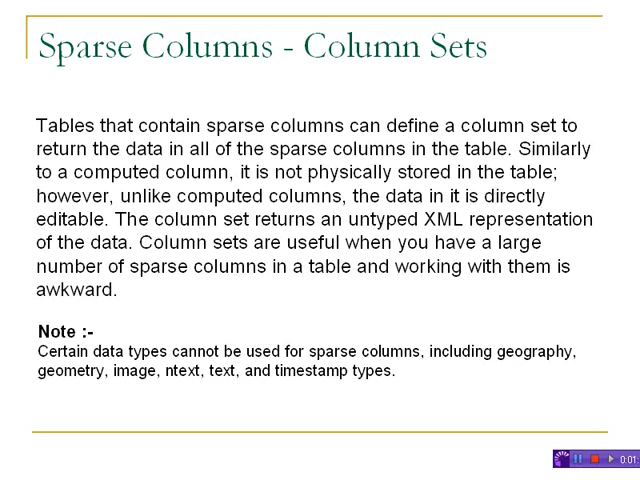 Sparse Columns - Column Sets
Tables that contain sparse columns can define a column set to
return the data in all of the sparse columns in the table. Similarly
to a computed column, it is not physically stored in the table;
however, unlike computed columns, the data in it is directly
editable. The column set returns an untyped XML representation
of the data. Column sets are useful when you have a large
number of sparse columns in a table and working with them is
awkward.
Note :-
Certain data types cannot be used for sparse columns, including geography,
geometry, image, ntext, text, and timestamp types.
0:01: